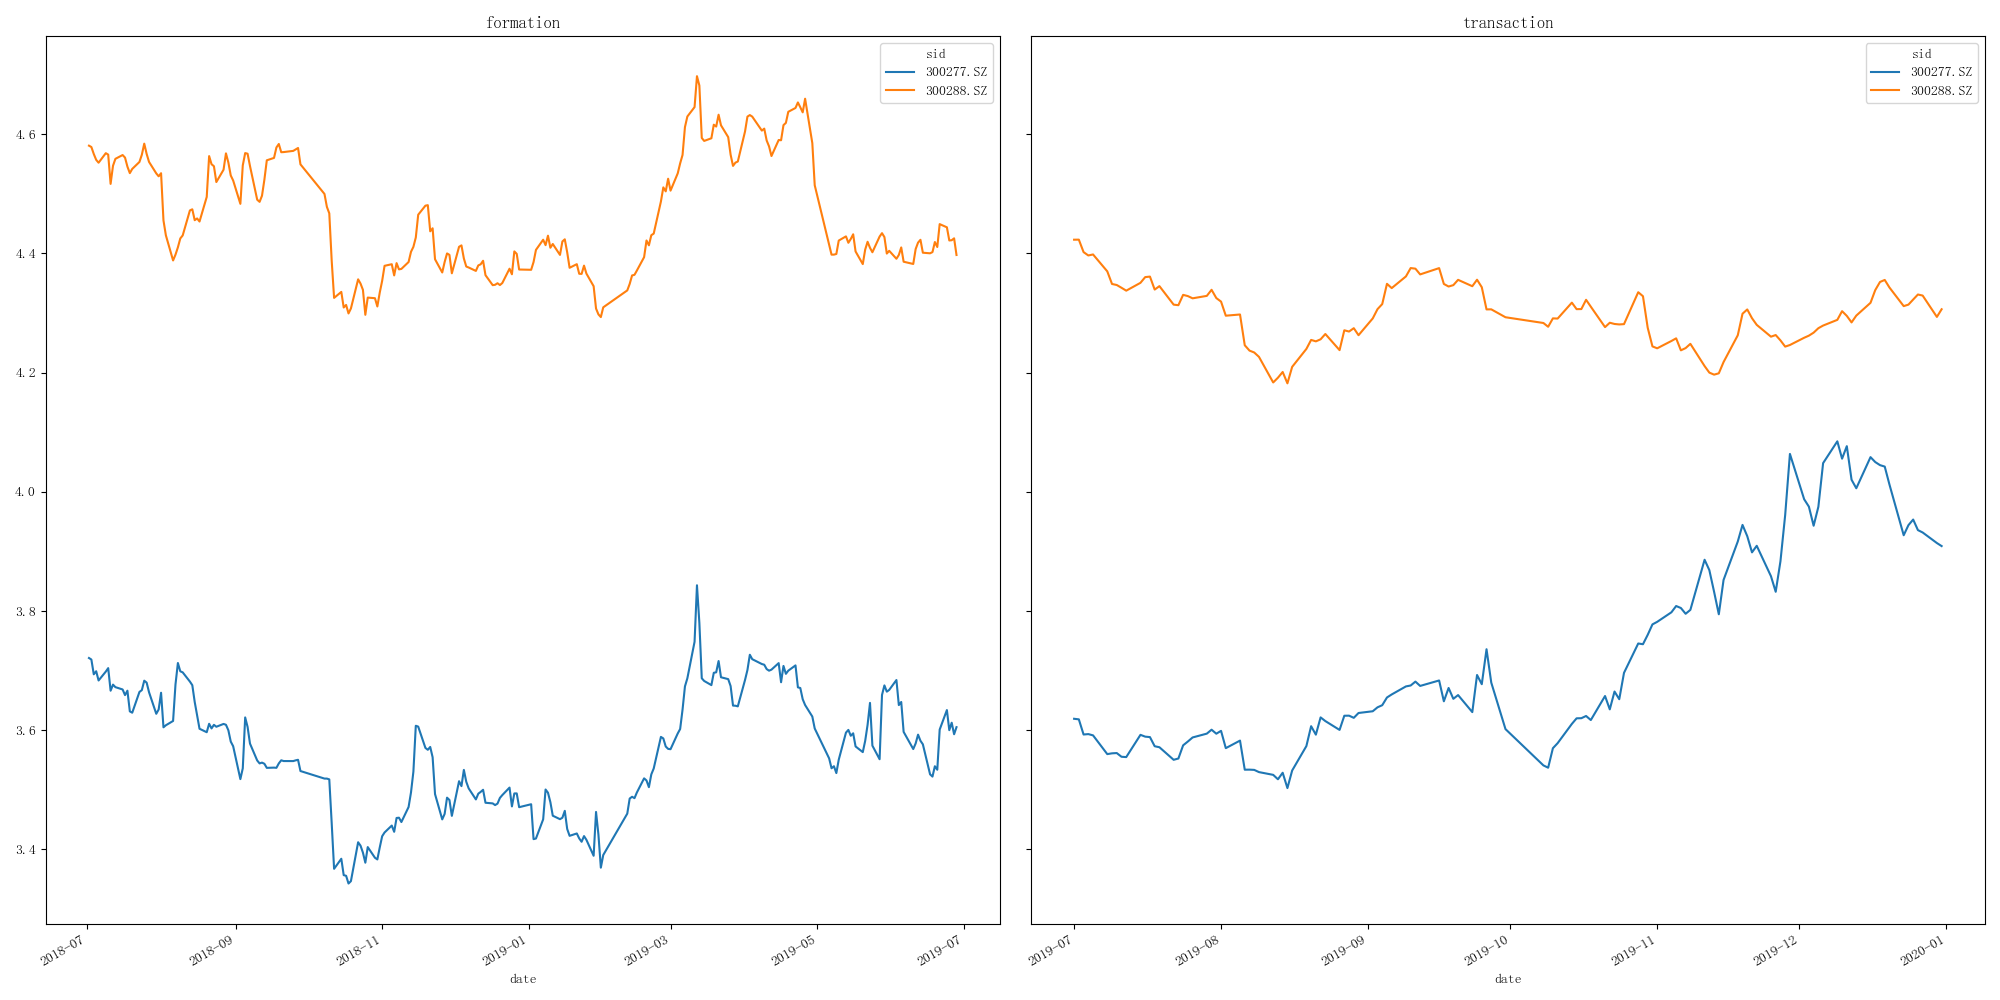 formation
sid
300277.SZ
300288.SZ
4.6
4.4
4.2
4.0
3.8
3.6
3.4
2018-07
2018-09
2018-11
2019-01
2019-03
2019-05
2019-07
date
transaction
sid
300277.SZ
300288.SZ
2019-07
2019-08
2019-09
2019-10
2019-11
2019-12
2020-01
date